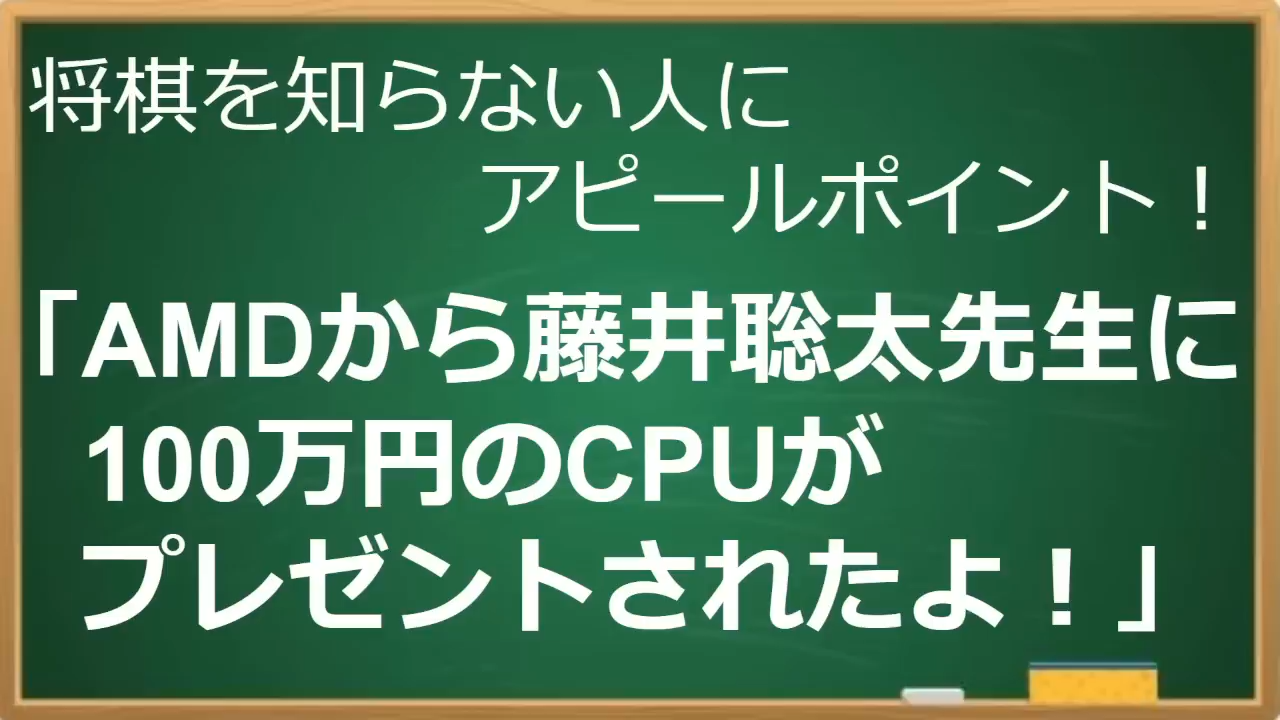 将棋を知らない人に
アピールポイント！
「AMDから藤井聡太先生に
100万円のCPUが
プレゼントされたよ！」